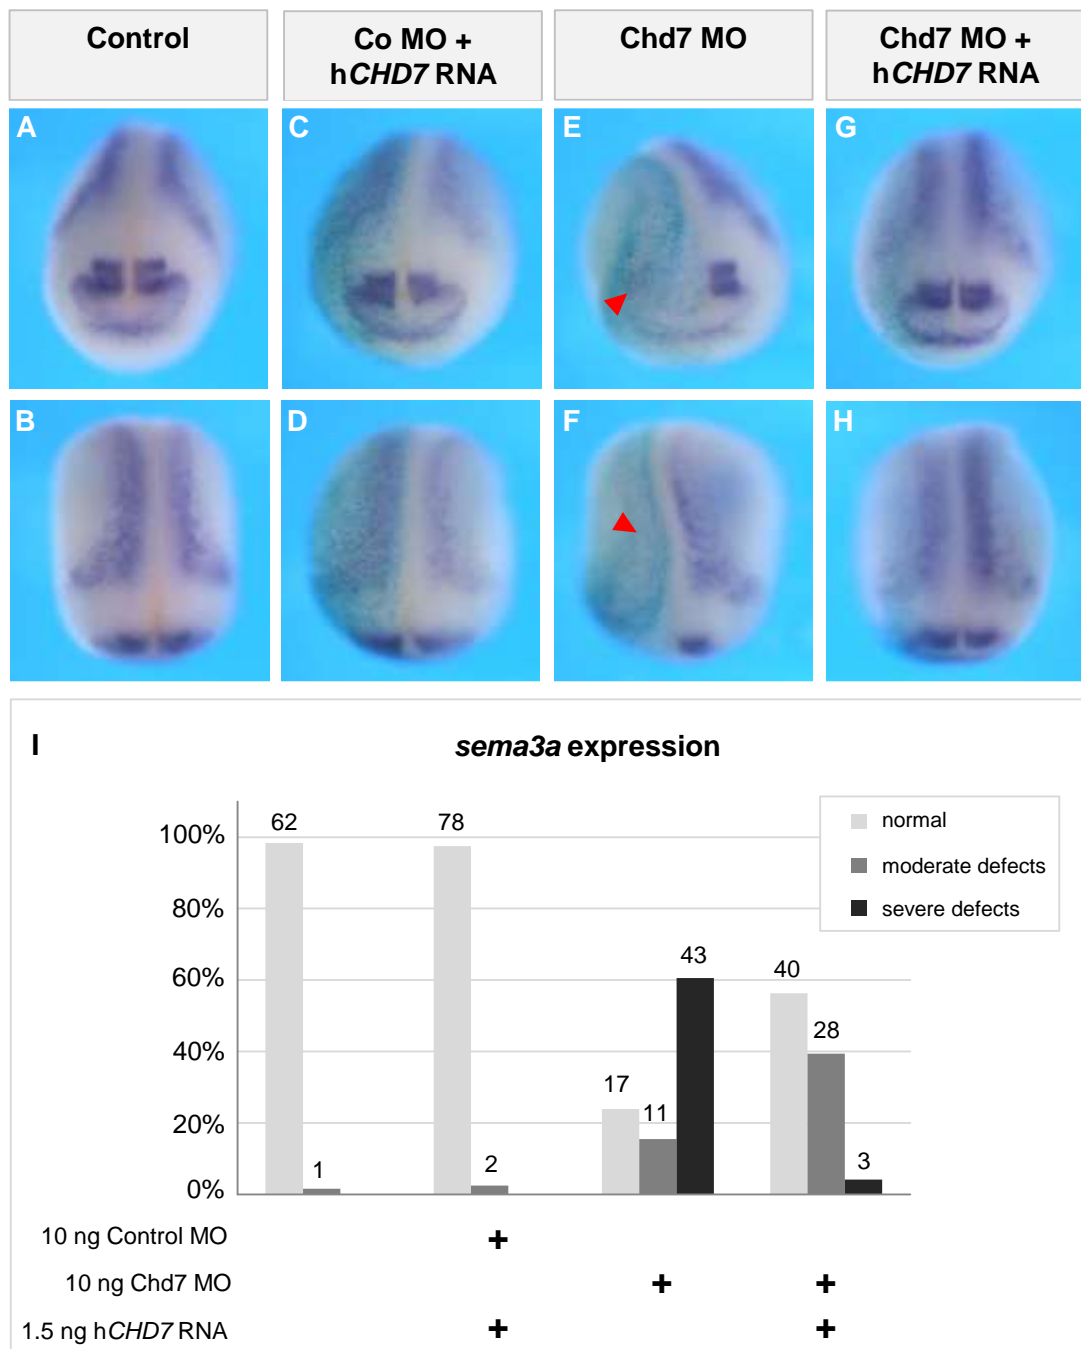 Control
Co MO +
hCHD7 RNA
Chd7 MO
Chd7 MO +
hCHD7 RNA
A
C
E
G
B
D
F
H
I
sema3a expression
normal
moderate defects
severe defects
100%
80%
60%
40%
20%
0%
62
1
78
2
17
11
43
40
28
3
10 ng Control MO +
10 ng Chd7 MO + +
1.5 ng hCHD7 RNA + +